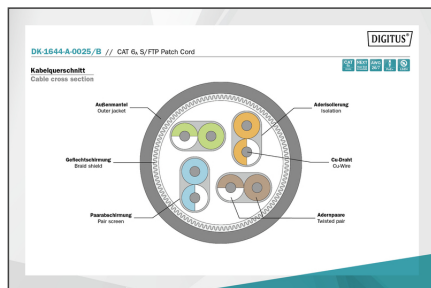 DIGITUS®
DK-1644-A-0025/B // CAT 6A S/FTP Patch Cord
Kabelquerschnitt
Cable cross section
Außenmantel
Outer jacket
Aderisolierung
Isolation
Geflechtschirmung
Braid shield
Cu-Draht
Cu-Wire
Paarabschirmung
Pair screen
Adernpaare
Twisted pair